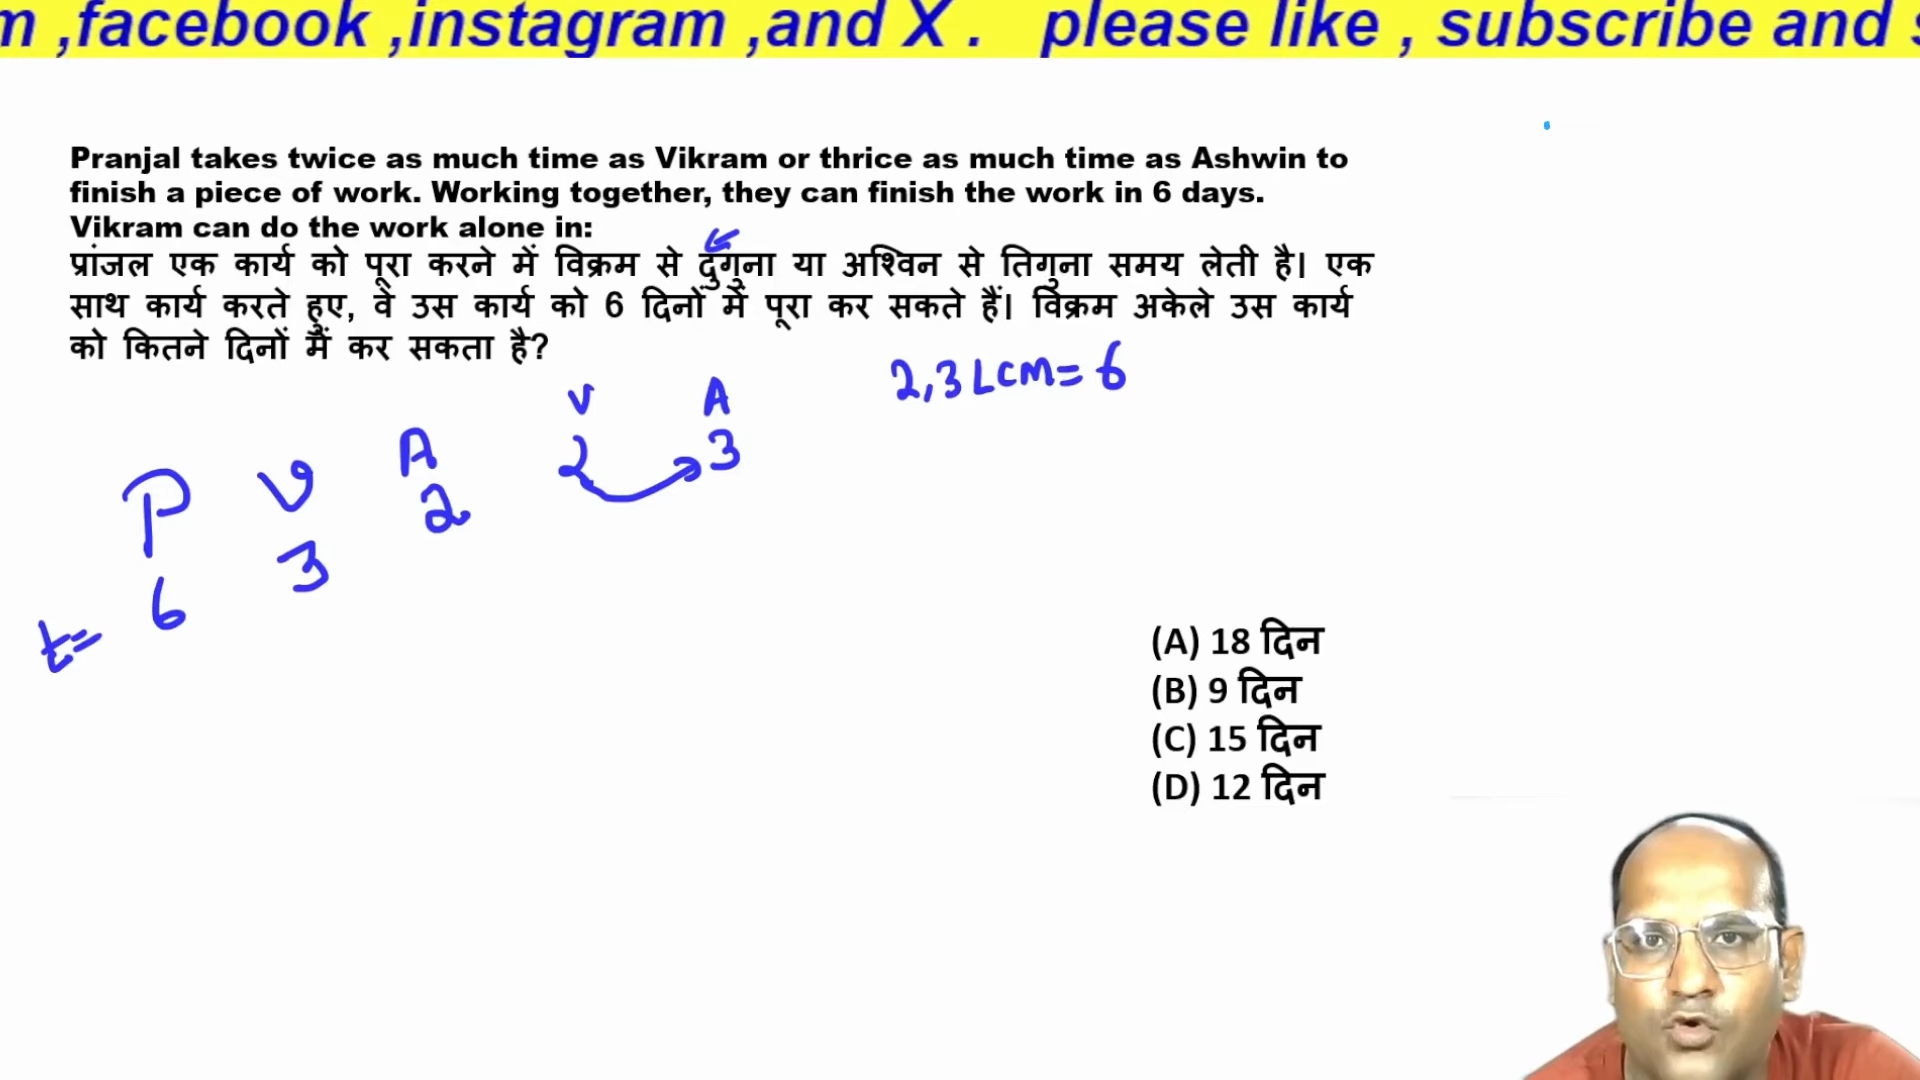 m ,facebook ,instagram ,and X .   please like , subscribe and s
Pranjal takes twice as much time as Vikram or thrice as much time as Ashwin to
finish a piece of work. Working together, they can finish the work in 6 days.
Vikram can do the work alone in:
प्रांजल एक कार्य को पूरा करने में विक्रम से दुगुना या अश्विन से तिगुना समय लेती है। एक
साथ कार्य करते हुए, वे उस कार्य को 6 दिनों में पूरा कर सकते हैं। विक्रम अकेले उस कार्य
को कितने दिनों में कर सकता है?
2,3 LCM= 6
V A
2 3
P V A
t= 6 3 2
(A) 18 दिन
(B) 9 दिन
(C) 15 दिन
(D) 12 दिन